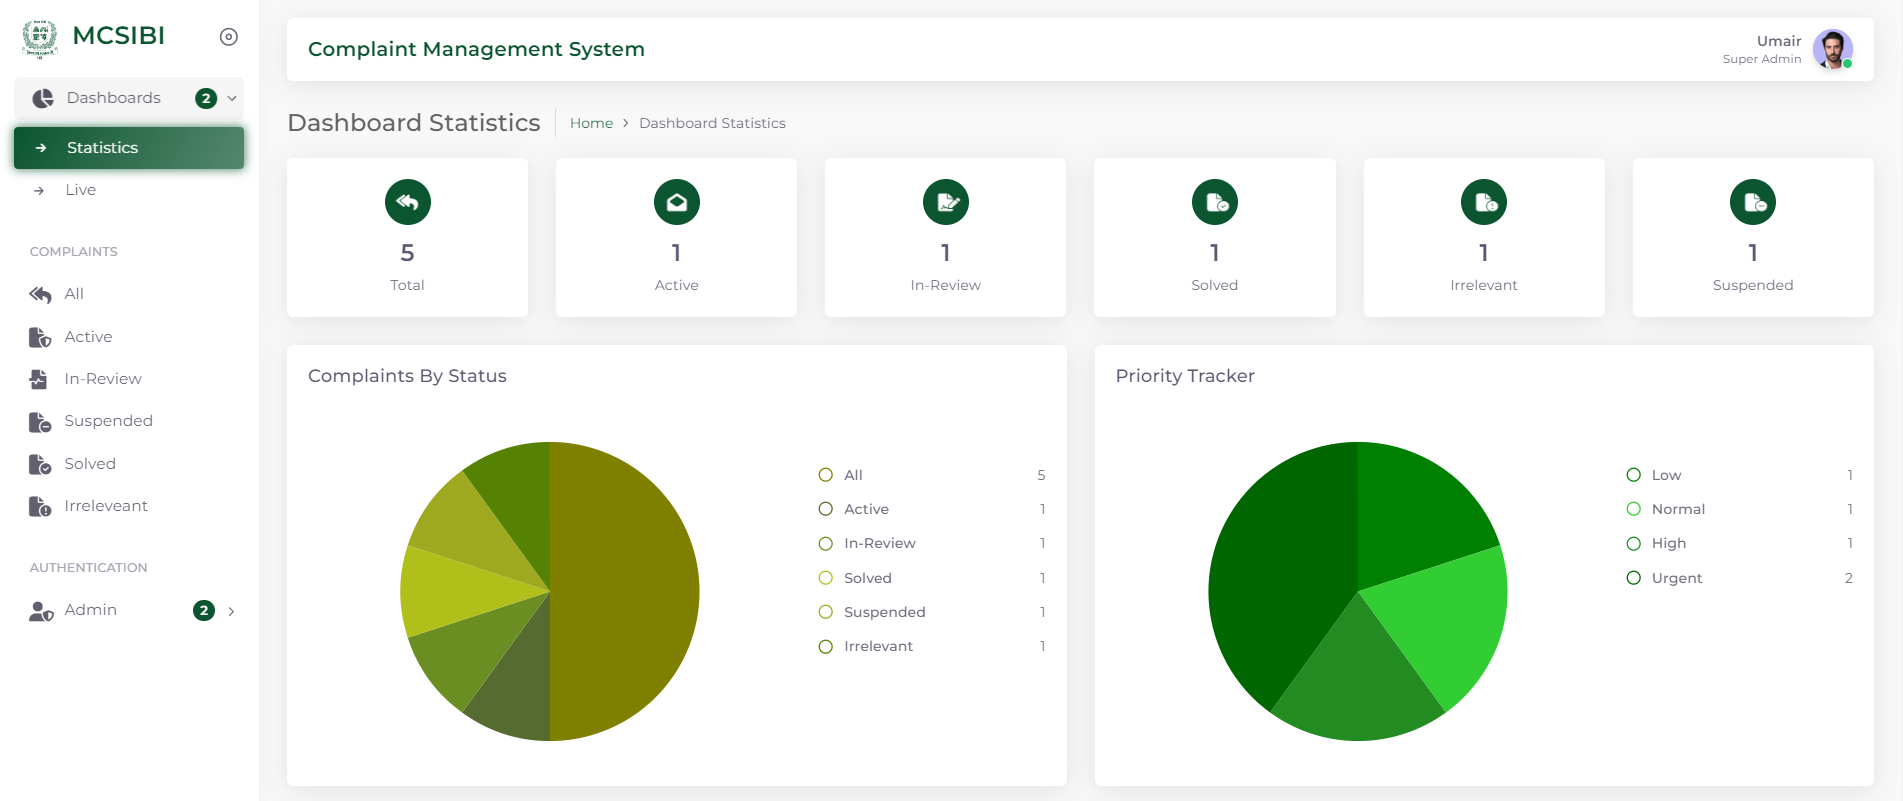 MCSIBI
Dashboards 2
Statistics
Live
COMPLAINTS
All
Active
In-Review
Suspended
Solved
Irreleveant
AUTHENTICATION
Admin 2
Complaint Management System
Umair
Super Admin
Dashboard Statistics
Home > Dashboard Statistics
5
Total
1
Active
1
In-Review
1
Solved
1
Irrelevant
1
Suspended
Complaints By Status
All 5
Active 1
In-Review 1
Solved 1
Suspended 1
Irrelevant 1
Priority Tracker
Low 1
Normal 1
High 1
Urgent 2